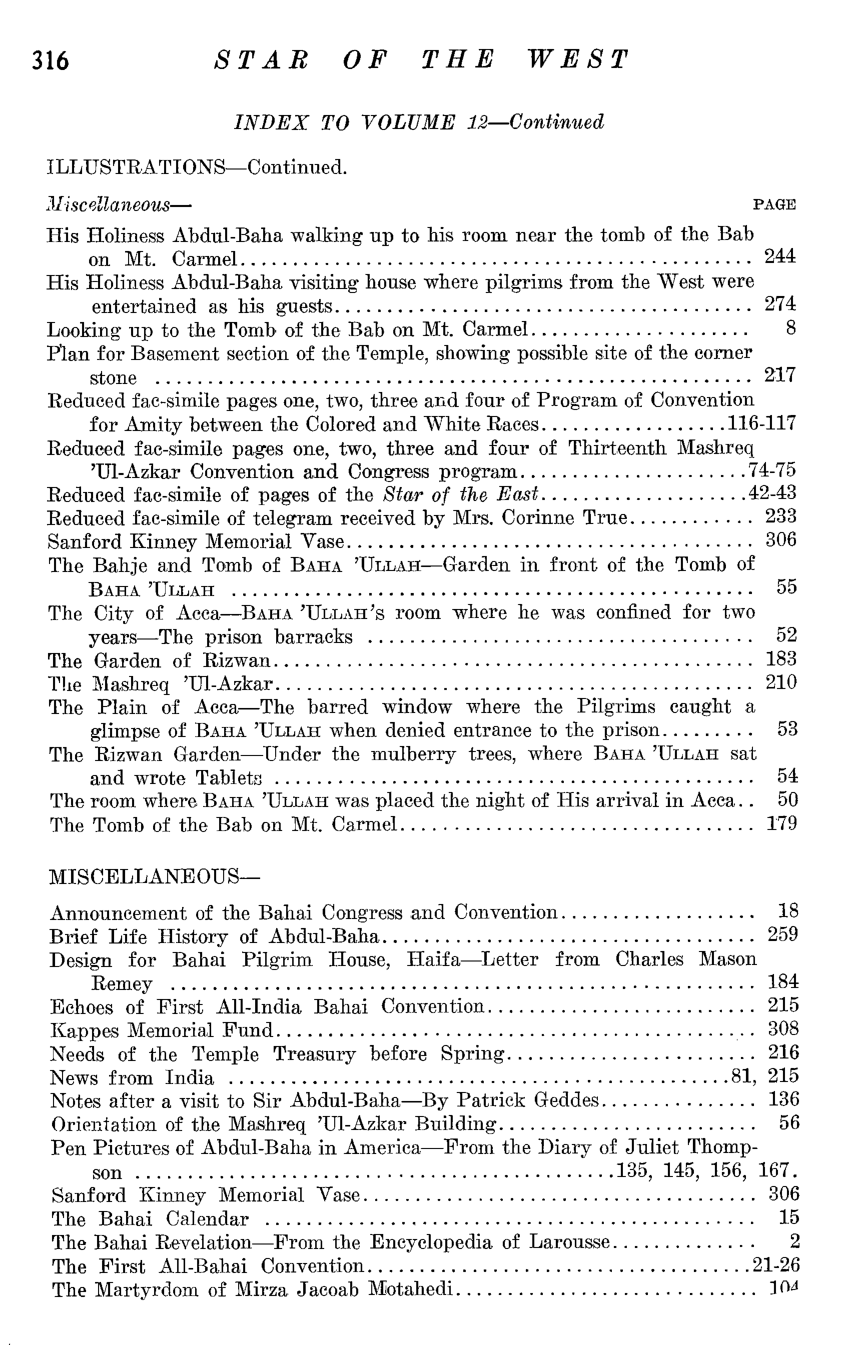 316 STAR OF THE WEST
INDEX TO VOLUME 12—Continued
ILLUSTRATIONS—Continued.
Miscellaneous— PAGE
His Holiness Abdul-Baha walking up to his room near the tomb of the Bab
on Mt. Carmel................................................ 244
His Holiness Abdul-Baha visiting house where pilgrims from the West were
entertained as his guests........................................ 274
Looking up to the Tomb of the Bab on Mt. Carmel..................... 8
Plan for Basement section of the Temple, showing possible site of the corner
stone ........................................................ 217
Reduced fac-simile pages one, two, three and four of Program of Convention
for Amity between the Colored and White Races..................116-117
Reduced fac-simile pages one, two, three and four of Thirteenth Mashreq
'Ul-Azkar Convention and Congress program......................74-75
Reduced fac-simile of pages of the Star of the East....................42-43
Reduced fac-simile of telegram received by Mrs. Corinne True............ 233
Sanford Kinney Memorial Vase....................................... 306
The Bahje and Tomb of BAHA 'ULLAH—Garden in front of the Tomb of
BAHA 'ULLAH .................................................. 55
The City of Acca—BAHA 'ULLAH's room where he was confined for two
years—The prison barracks ..................................... 52
The Garden of Rizwan.............................................. 183
The Mashreq 'Ul-Azkar.............................................. 210
The Plain of Acca—The barred window where the Pilgrims caught a
glimpse of BAHA 'ULLAH when denied entrance to the prison......... 53
The Rizwan Garden—Under the mulberry trees, where BAHA 'ULLAH sat
and wrote Tablets .............................................. 54
The room where BAHA 'ULLAH was placed the night of His arrival in Acca.. 50
The Tomb of the Bab on Mt. Carmel.................................. 179
MISCELLANEOUS—
Announcement of the Bahai Congress and Convention................... 18
Brief Life History of Abdul-Baha.................................... 259
Design for Bahai Pilgrim House, Haifa—Letter from Charles Mason
Remey ........................................................ 184
Echoes of First All-India Bahai Convention.......................... 215
Kappes Memorial Fund.............................................. 308
Needs of the Temple Treasury before Spring........................ 216
News from India ................................................81, 215
Notes after a visit to Sir Abdul-Baha—By Patrick Geddes............... 136
Orientation of the Mashreq 'Ul-Azkar Building......................... 56
Pen Pictures of Abdul-Baha in America—From the Diary of Juliet Thomp-
son ..............................................135, 145, 156, 167.
Sanford Kinney Memorial Vase...................................... 306
The Bahai Calendar ............................................... 15
The Bahai Revelation—From the Encyclopedia of Larousse.............. 2
The First All-Bahai Convention.....................................21-26
The Martyrdom of Mirza Jacoab Motahedi............................. 104